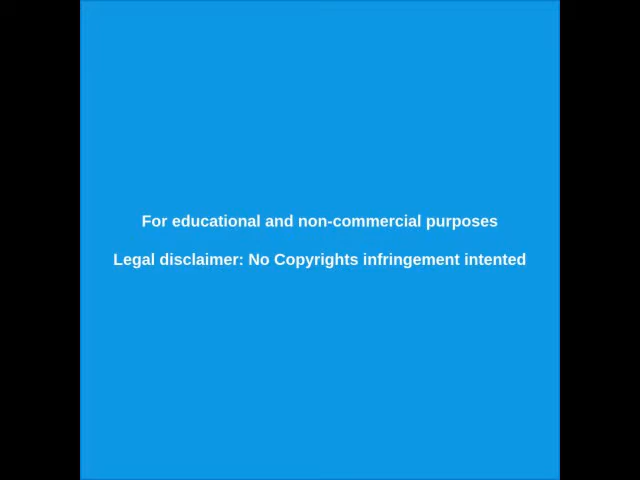 For educational and non-commercial purposes
Legal disclaimer: No Copyrights infringement intented